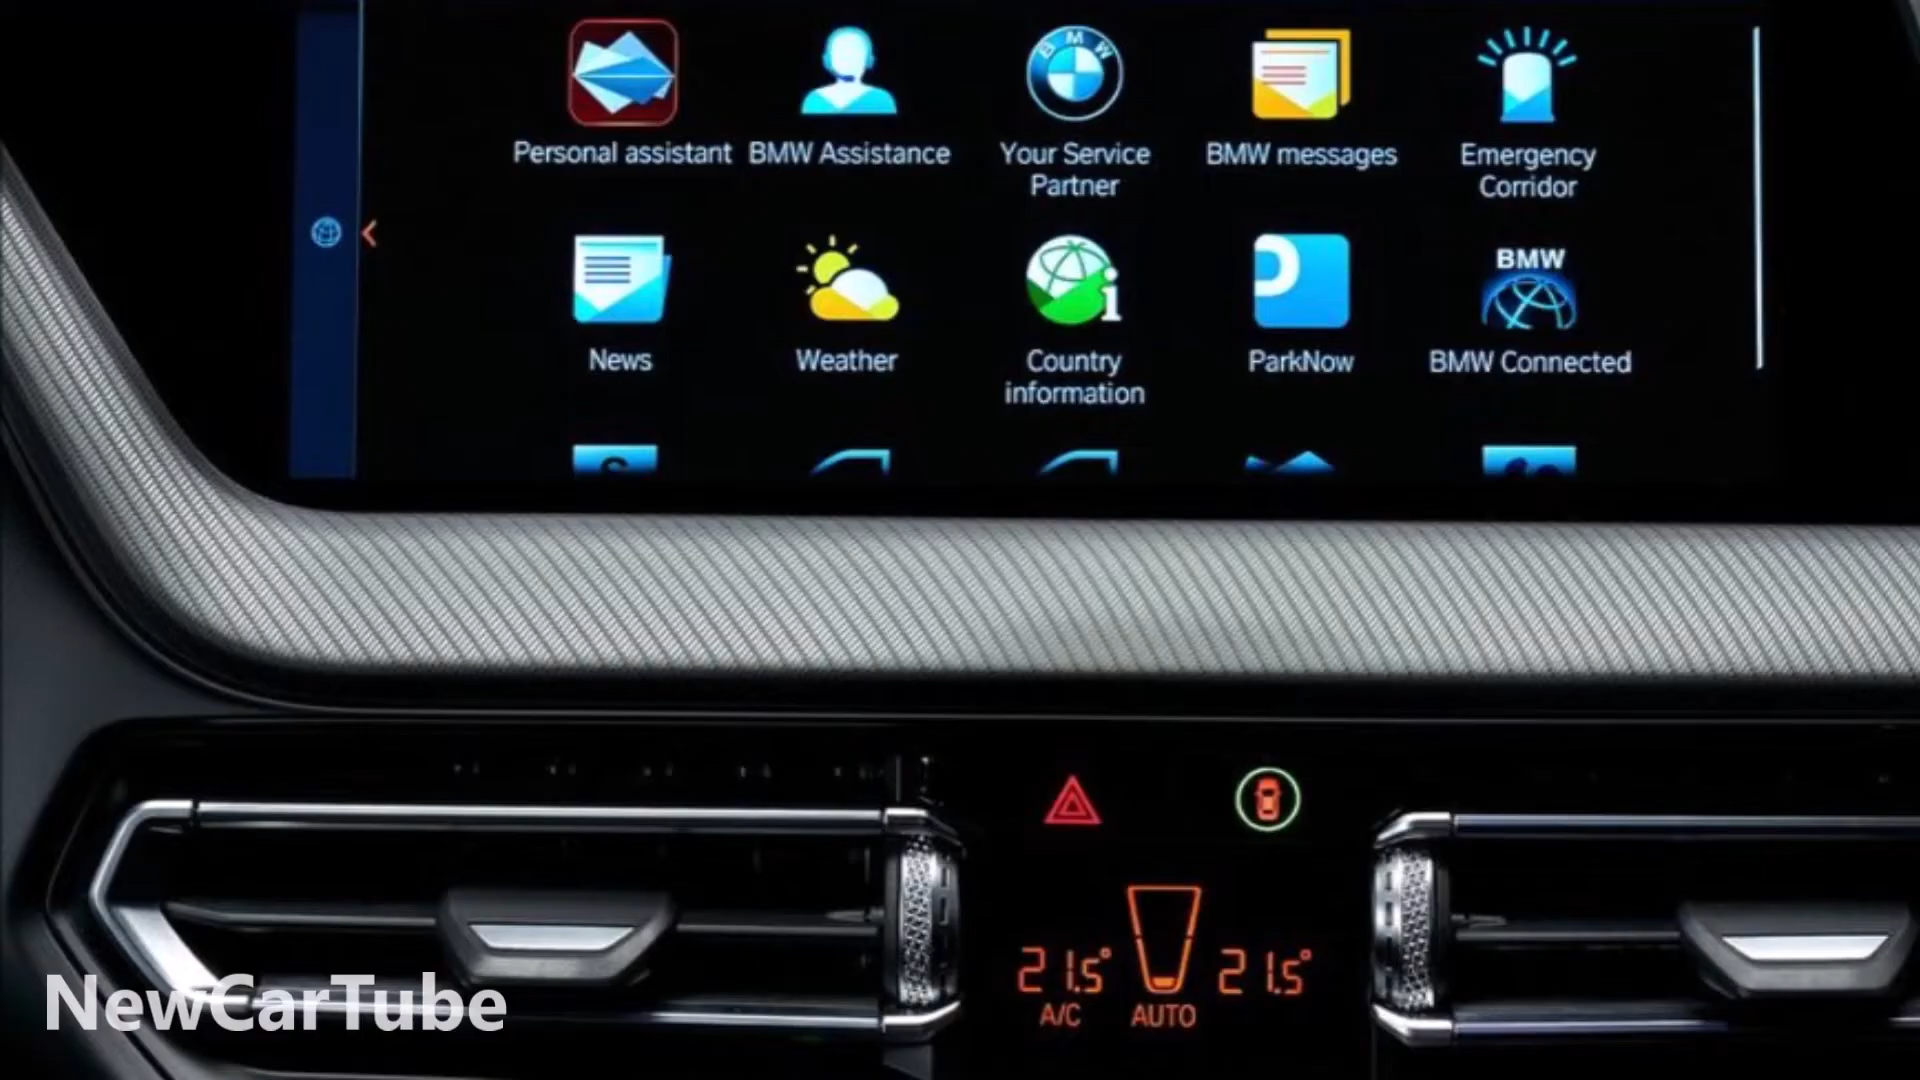 BMW
Personal assistant
BMW Assistance
Your Service
Partner
BMW messages
Emergency
Corridor
BMW
News
Weather
Country
information
ParkNow
BMW Connected
21.5°
21.5°
A/C
AUTO
NewCarTube